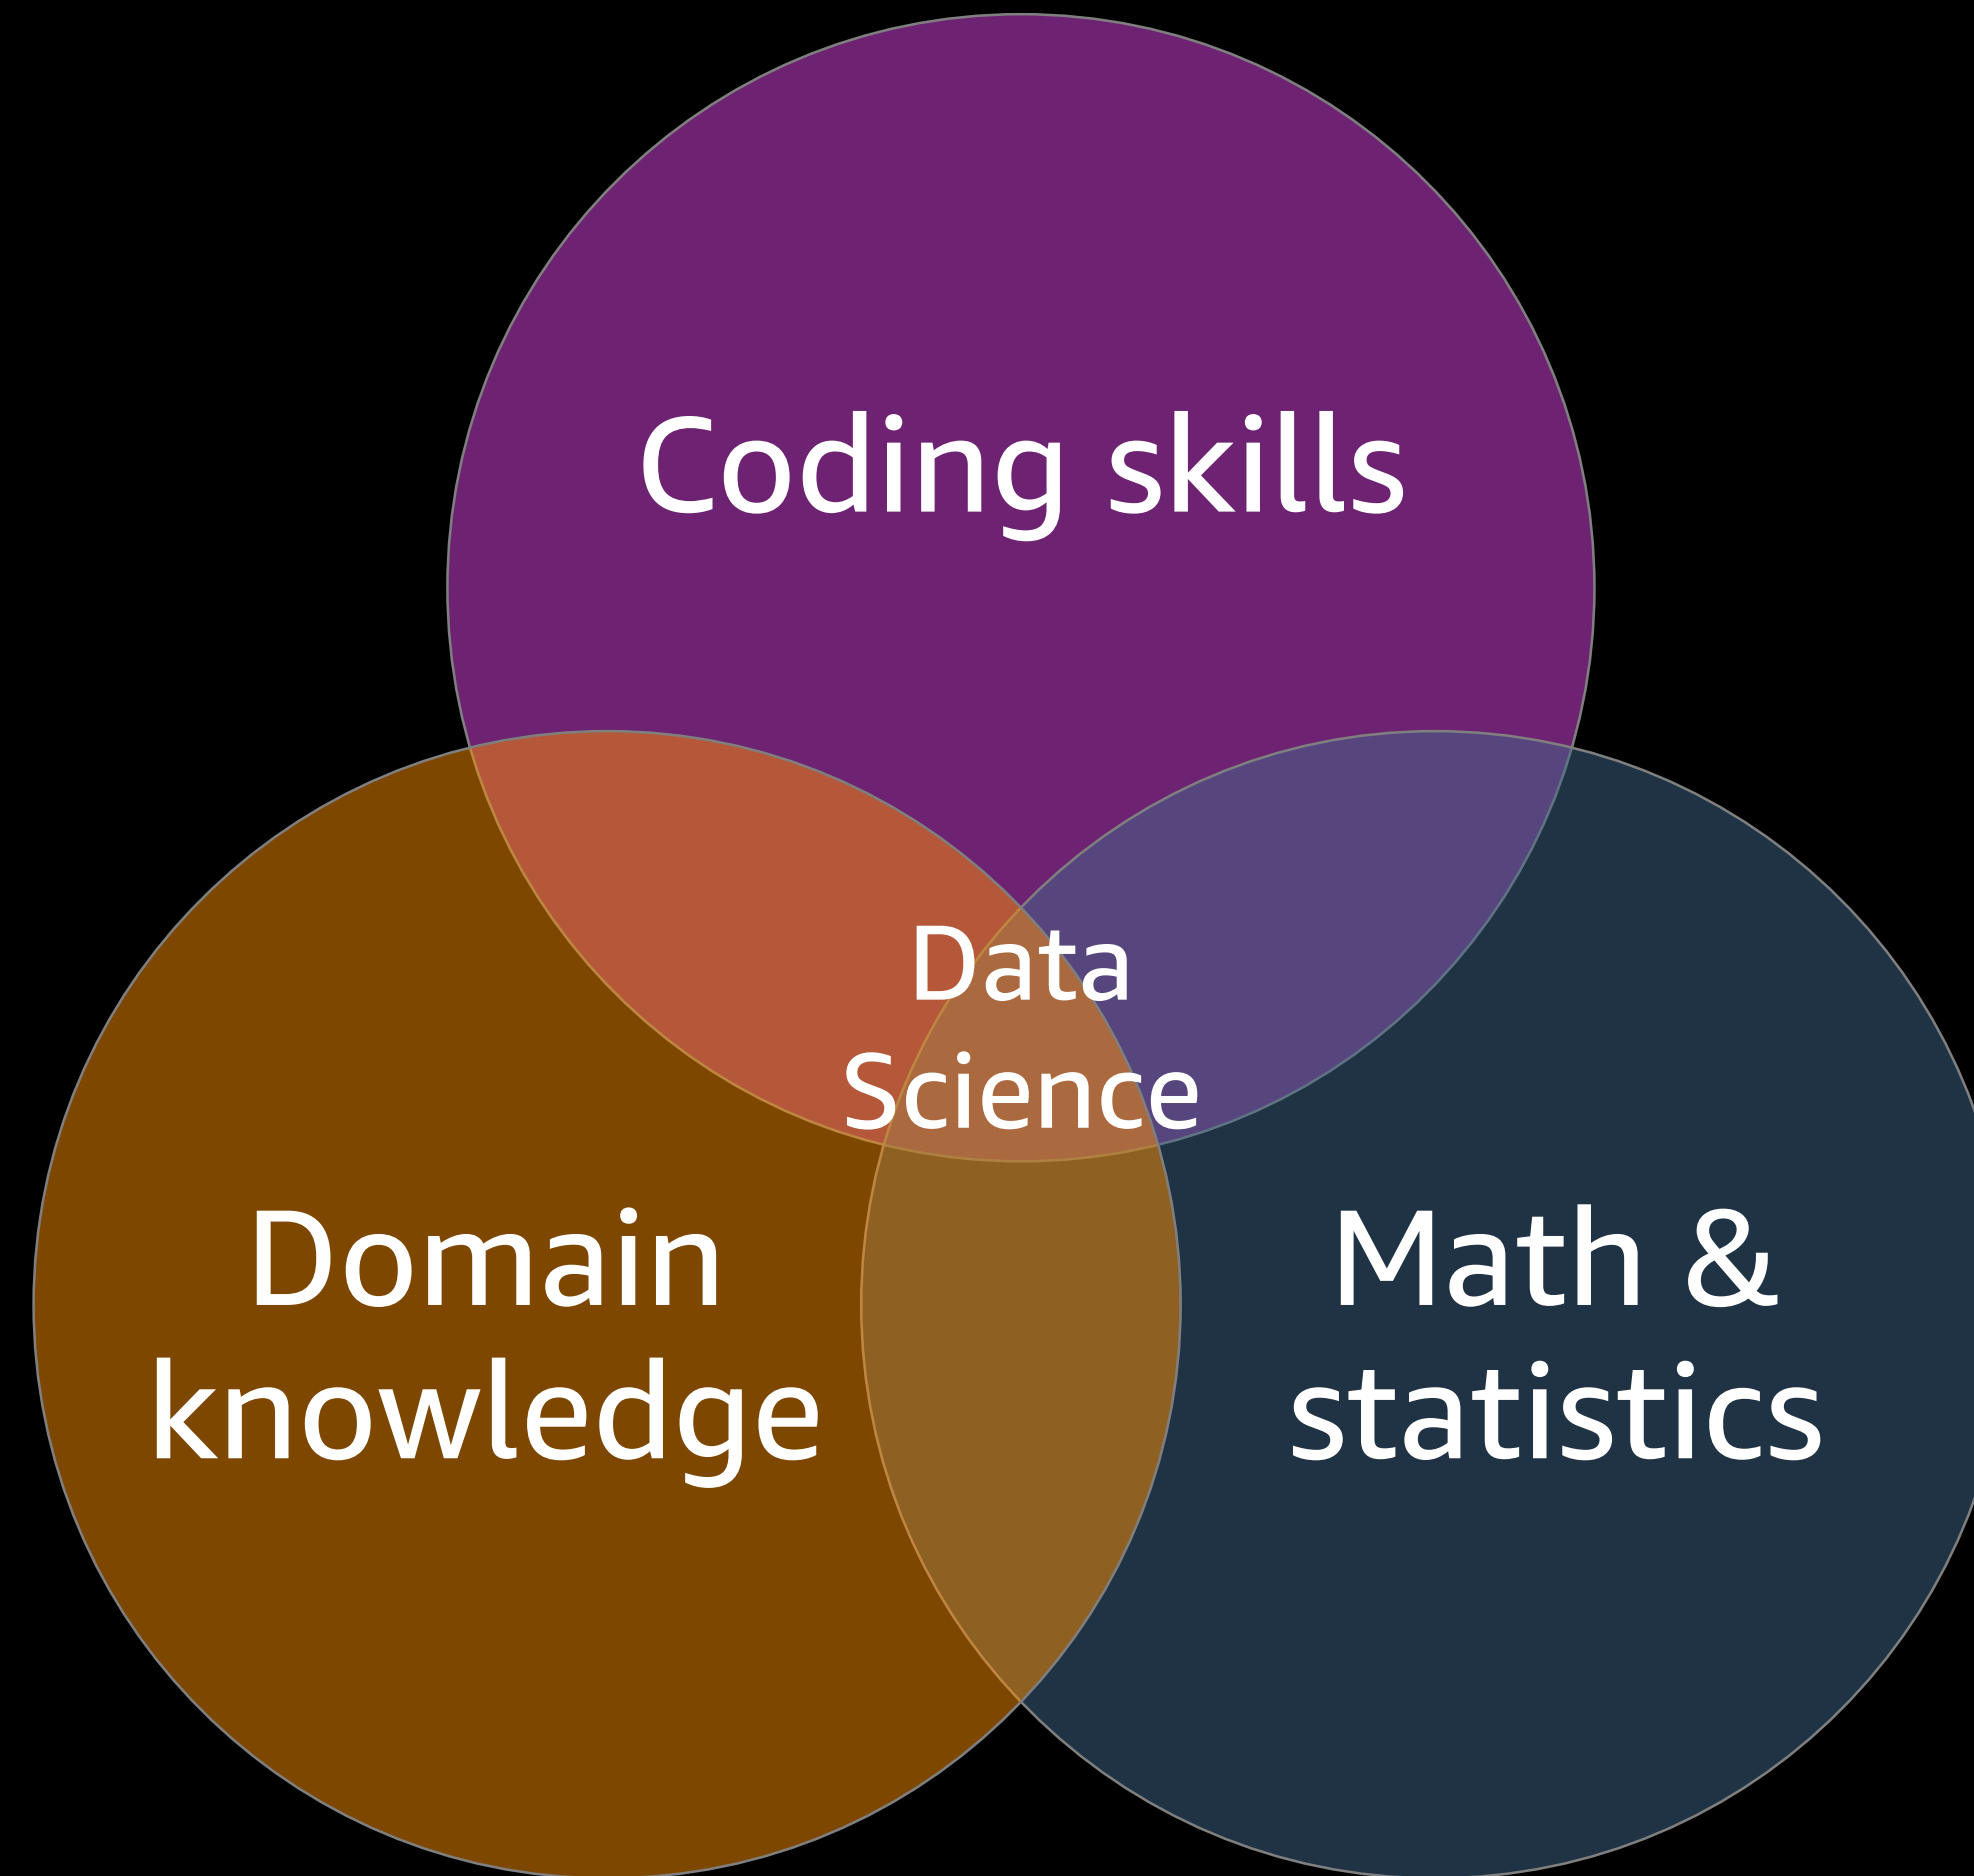 Coding skills
Data
Science
Domain
knowledge
Math &
statistics